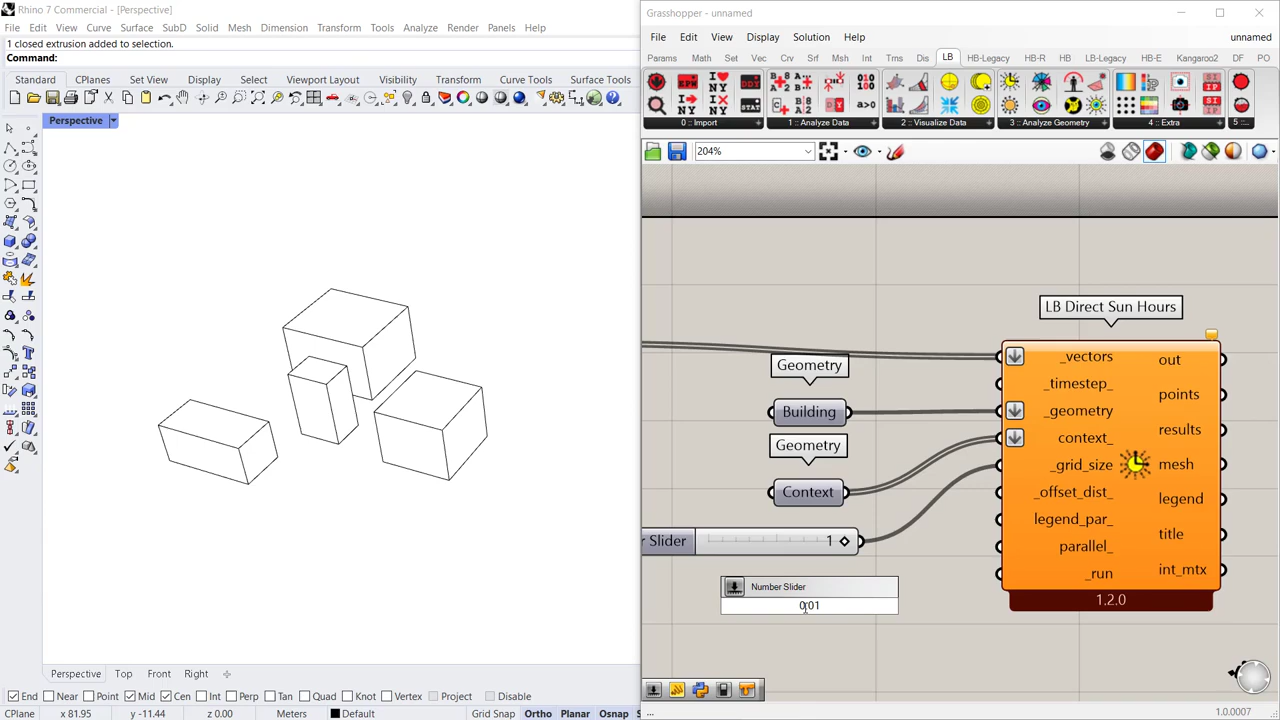 Rhino 7 Commercial - [Perspective]
File Edit View Curve Surface SubD Solid Mesh Dimension Transform Tools Analyze Render Panels Help
1 closed extrusion added to selection.
Command:
Standard CPlanes Set View Display Select Viewport Layout Visibility Transform Curve Tools Surface Tools
Perspective
Perspective Top Front Right
End Near Point Mid Cen Int Perp Tan Quad Knot Vertex Project Disable
CPlane x 81.95 y -11.44 z 0.00 Meters Default Grid Snap Ortho Planar Osnap
Grasshopper - unnamed
File Edit View Display Solution Help unnamed
Params Math Set Vec Crv Srf Msh Int Trns Dis LB HB-Legacy HB-R HB LB-Legacy HB-E Kangaroo2 DF PO
0 :: Import 1 :: Analyze Data 2 :: Visualize Data 3 :: Analyze Geometry 4 :: Extra 5 ::..
204%
LB Direct Sun Hours
Geometry
Building
Geometry
Context
r Slider 1
Number Slider
0.01
_vectors
_timestep_
_geometry
context_
_grid_size
_offset_dist_
legend_par_
parallel_
_run
out
points
results
mesh
legend
title
int_mtx
1.2.0
...
1.0.0007